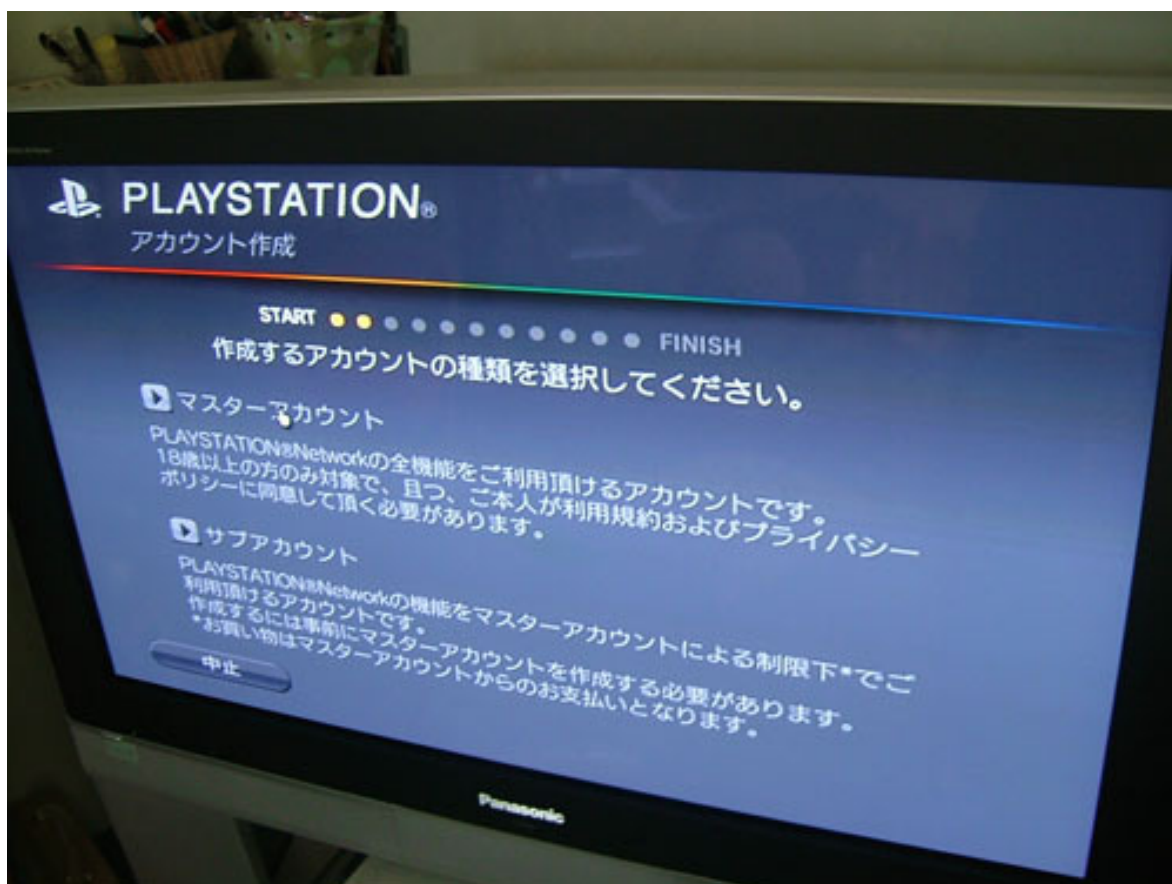 PLAYSTATION®
アカウント作成
START FINISH
作成するアカウントの種類を選択してください。
マスターアカウント
PLAYSTATION®Networkの全機能をご利用頂けるアカウントです。
18歳以上の方のみ対象で、且つ、ご本人が利用規約およびプライバシー
ポリシーに同意して頂く必要があります。
サブアカウント
PLAYSTATION®Networkの機能をマスターアカウントによる制限下*でご
利用頂けるアカウントです。
作成するには事前にマスターアカウントを作成する必要があります。
*お買い物はマスターアカウントからのお支払いとなります。
中止
Panasonic